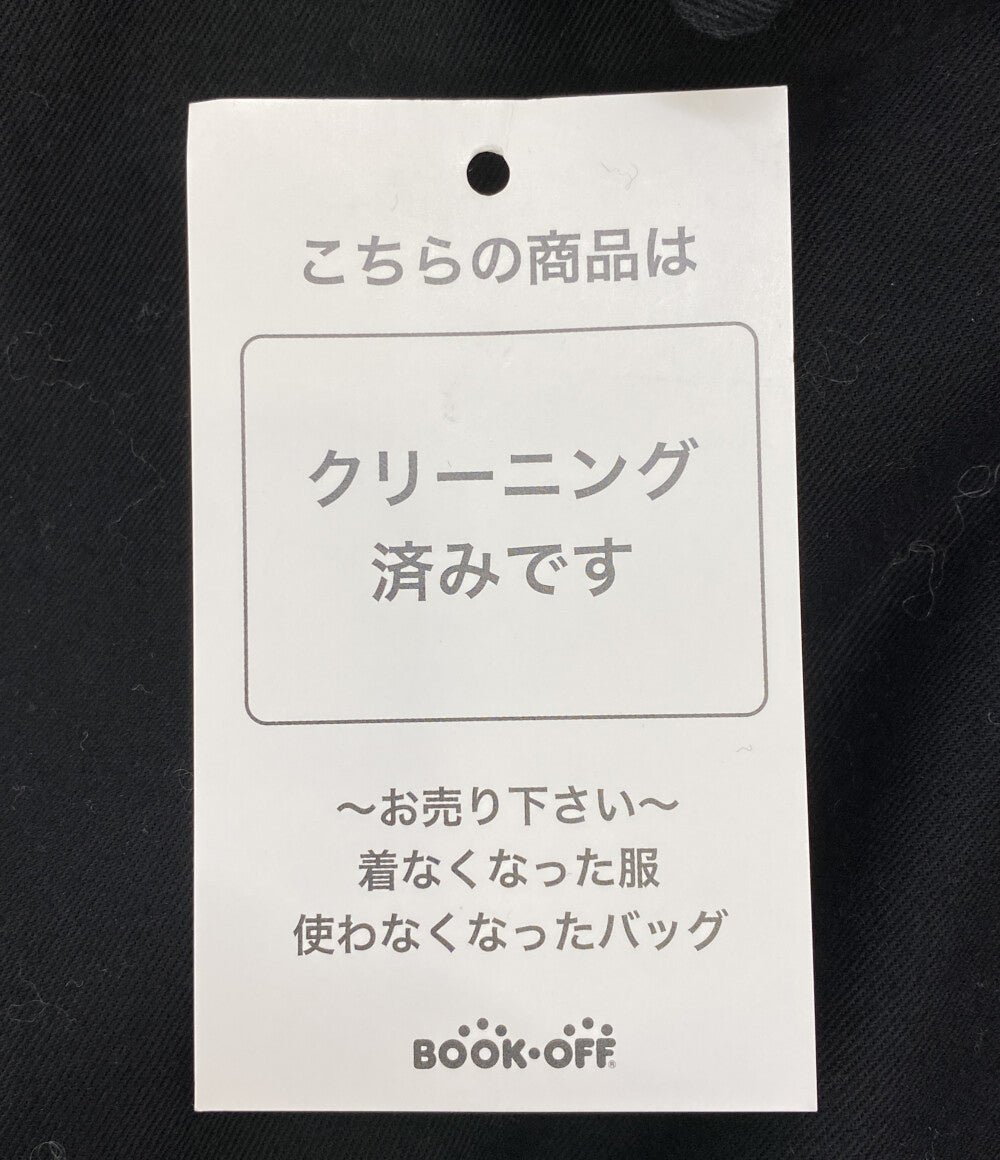 こちらの商品は
クリーニング
済みです
～お売り下さい～
着なくなった服
使わなくなったバッグ
BOOK•OFF®